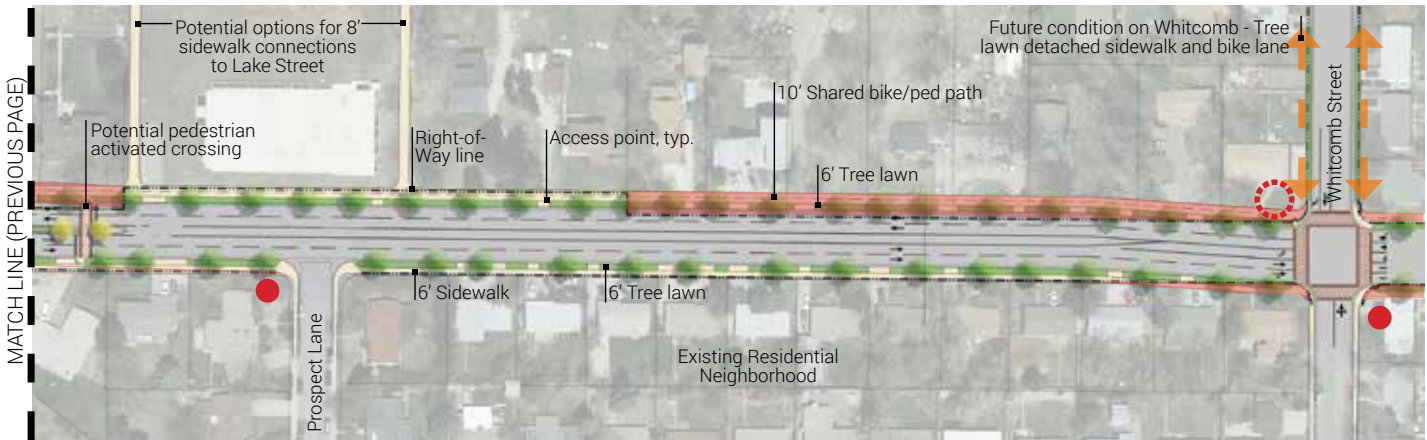 MATCH LINE (PREVIOUS PAGE)
Potential options for 8'
sidewalk connections
to Lake Street
Future condition on Whitcomb - Tree
lawn detached sidewalk and bike lane
Potential pedestrian
activated crossing
Right-of-
Way line
Access point, typ.
10' Shared bike/ped path
6' Tree lawn
Whitcomb Street
6' Sidewalk
6' Tree lawn
Prospect Lane
Existing Residential
Neighborhood